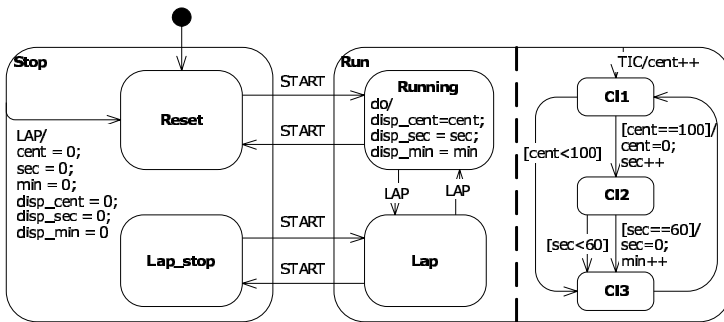 Stop
Run
START
Reset
Running
do/
disp_cent=cent;
disp_sec = sec;
disp_min = min
START
LAP/
cent = 0;
sec = 0;
min = 0;
disp_cent = 0;
disp_sec = 0;
disp_min = 0
LAP
LAP
START
Lap_stop
Lap
START
TIC/cent++
Cl1
[cent<100]
[cent==100]/
cent=0;
sec++
Cl2
[sec<60]
[sec==60]/
sec=0;
min++
Cl3